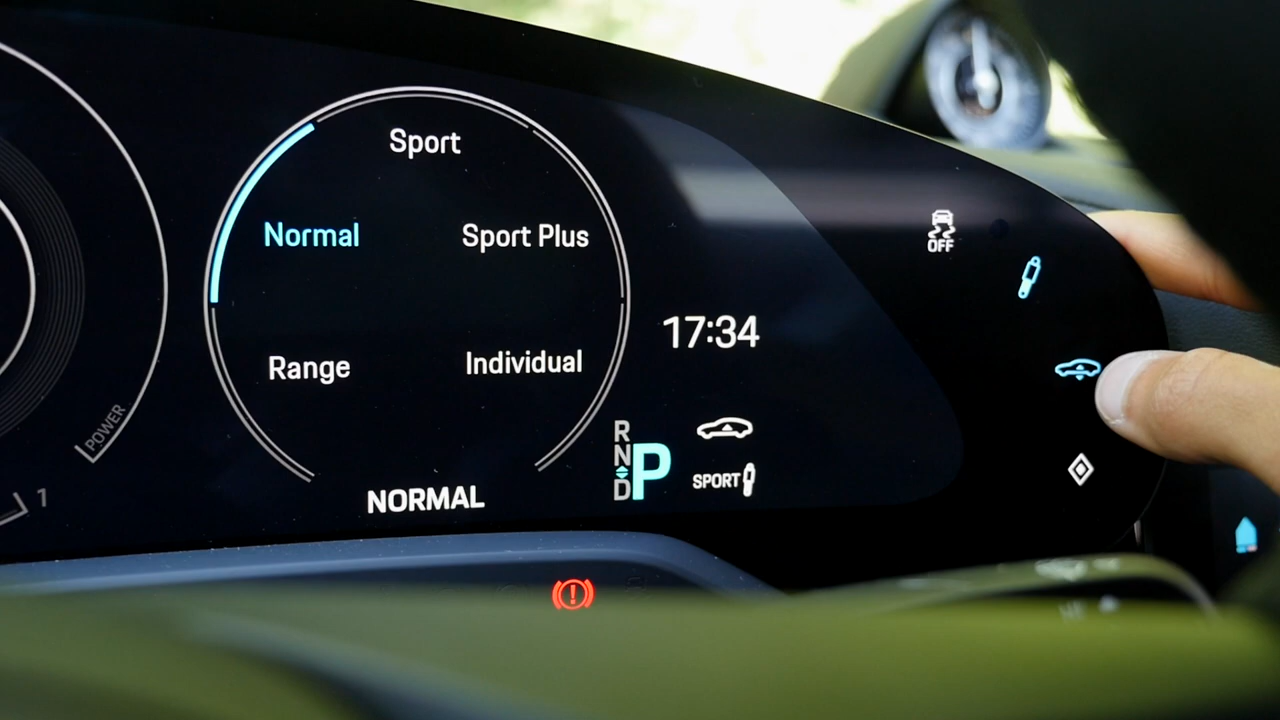 Sport
Normal
Sport Plus
Range
Individual
NORMAL
17:34
R
N
D
P
SPORT
OFF
POWER
1